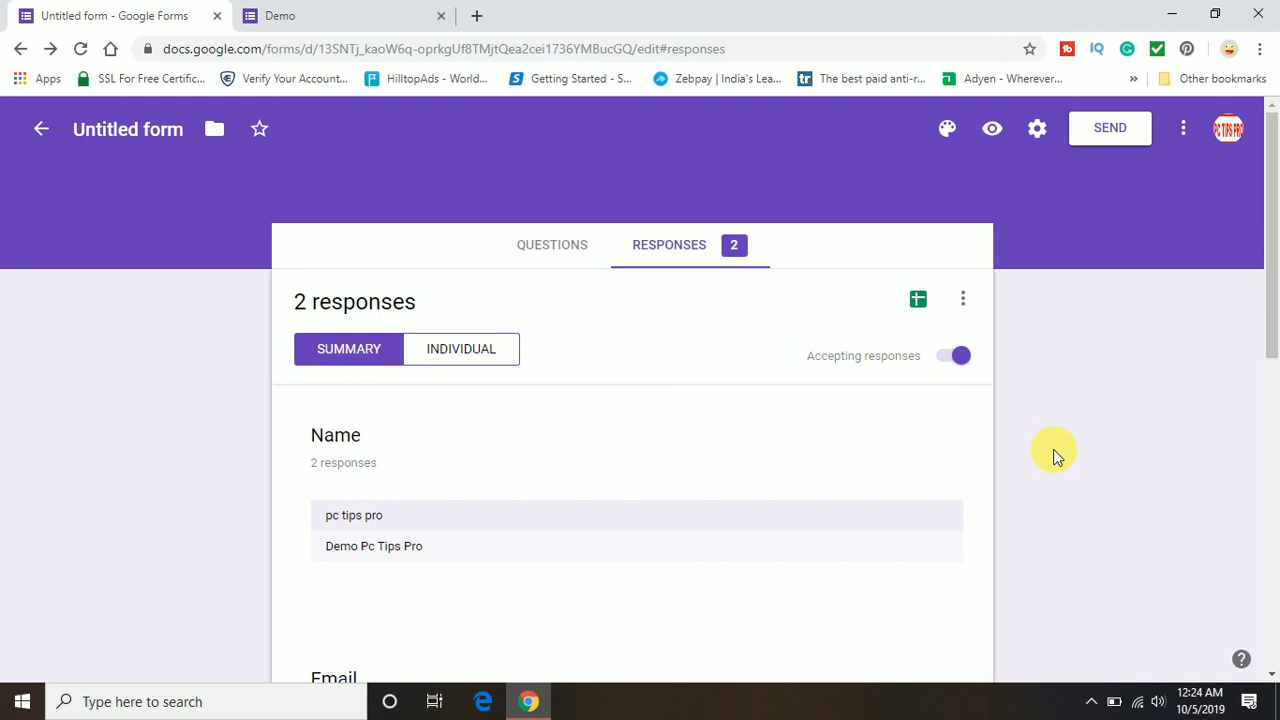 Untitled form - Google Forms
Demo
docs.google.com/forms/d/13SNTj_kaoW6q-oprkgUf8TMjtQea2cei1736YMBucGQ/edit#responses
Apps
SSL For Free Certific...
Verify Your Account...
HilltopAds - World...
Getting Started - S...
Zebpay | India's Lea...
The best paid anti-r...
Adyen - Wherever...
»
Other bookmarks
Untitled form
SEND
PC TIPS PRO
QUESTIONS
RESPONSES
2
2 responses
SUMMARY
INDIVIDUAL
Accepting responses
Name
2 responses
pc tips pro
Demo Pc Tips Pro
Email
Type here to search
12:24 AM
10/5/2019